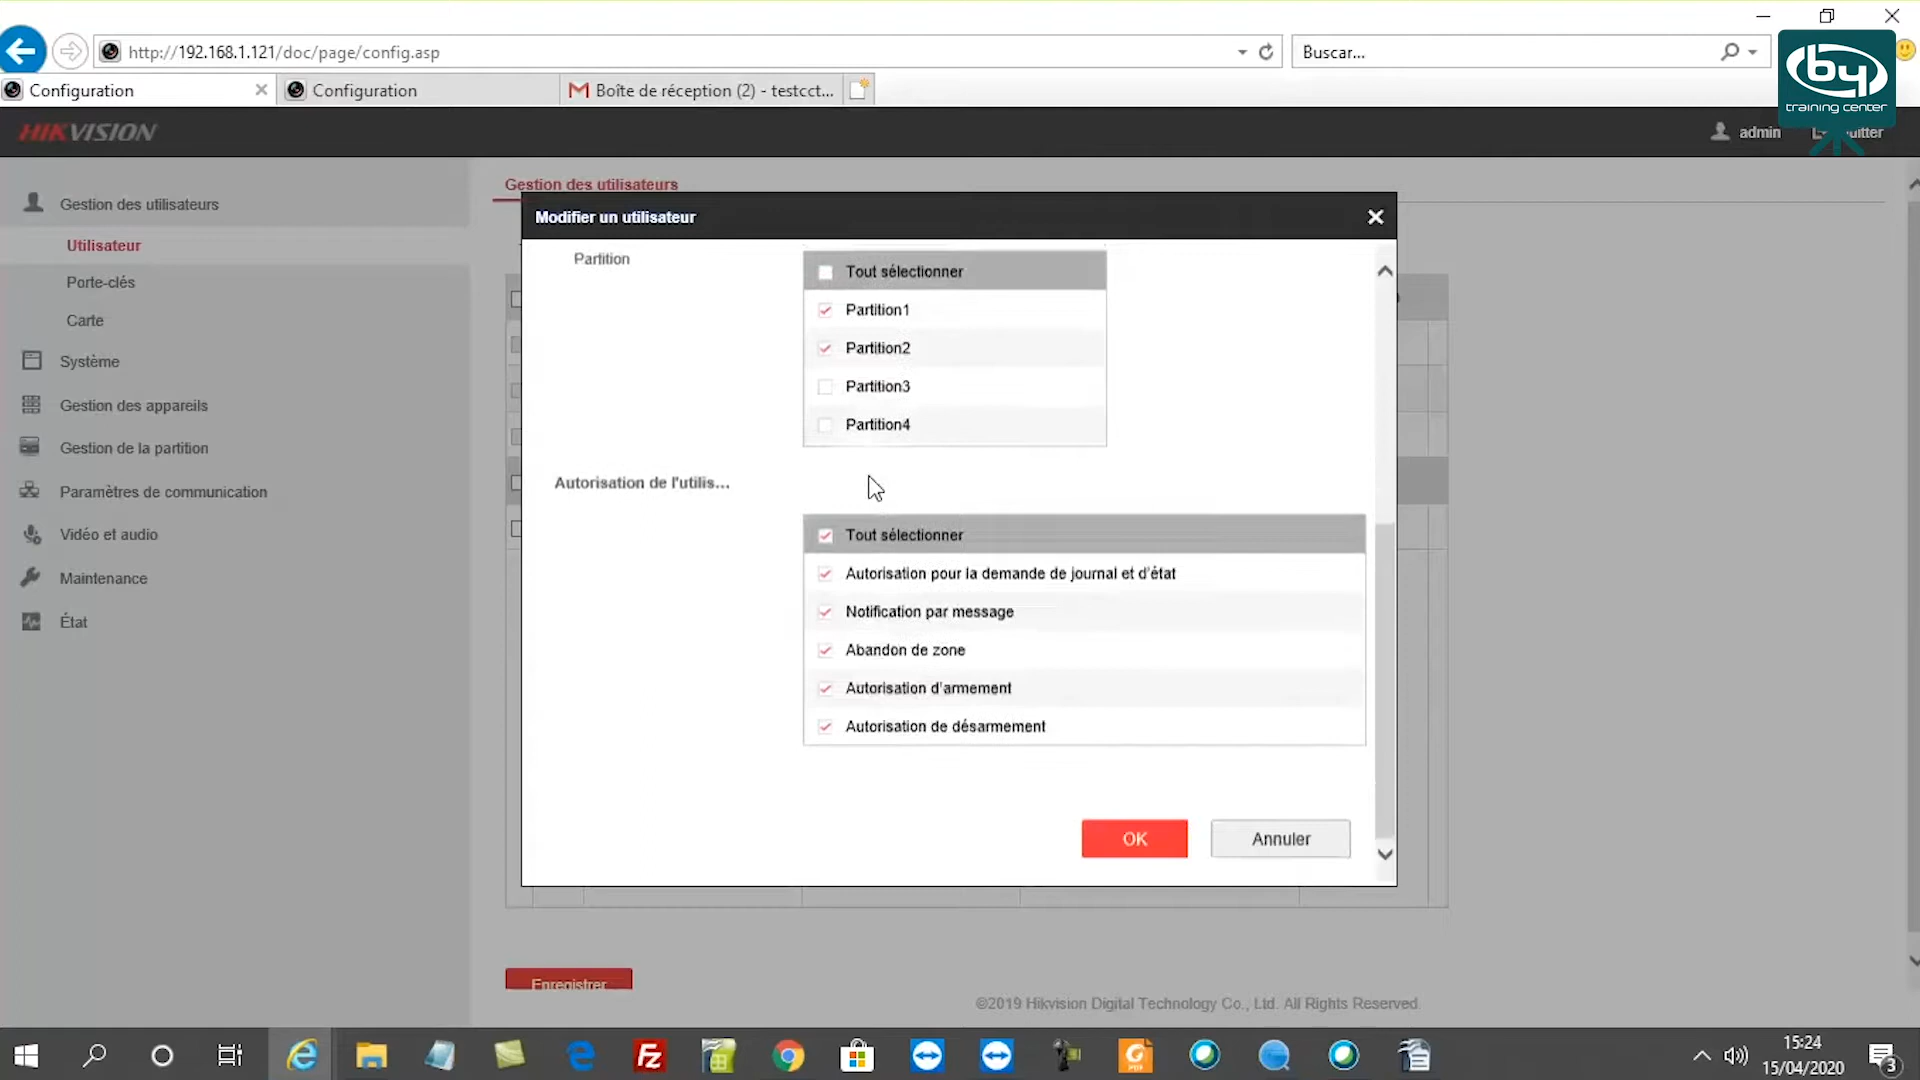 http://192.168.1.121/doc/page/config.asp
Buscar...
by
training center
Configuration
Configuration
Boîte de réception (2) - testcct...
HIKVISION
admin
Gestion des utilisateurs
Gestion des utilisateurs
Utilisateur
Porte-clés
Carte
Système
Gestion des appareils
Gestion de la partition
Paramètres de communication
Vidéo et audio
Maintenance
État
Modifier un utilisateur
Partition
Tout sélectionner
Partition1
Partition2
Partition3
Partition4
Autorisation de l'utilis...
Tout sélectionner
Autorisation pour la demande de journal et d'état
Notification par message
Abandon de zone
Autorisation d'armement
Autorisation de désarmement
OK
Annuler
Enregistrer
©2019 Hikvision Digital Technology Co., Ltd. All Rights Reserved.
15:24
15/04/2020
3